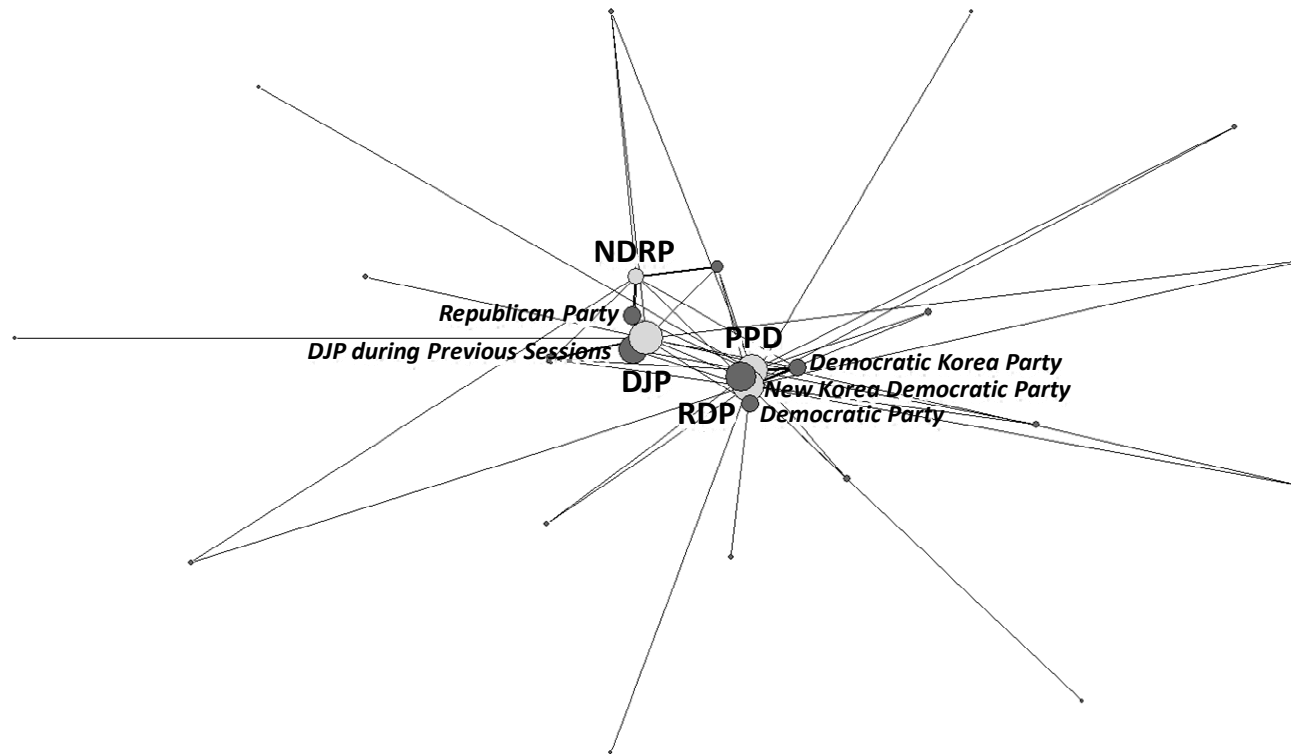 NDRP
Republican Party
PPD
DJP during Previous Sessions
Democratic Korea Party
DJP
New Korea Democratic Party
RDP
Democratic Party